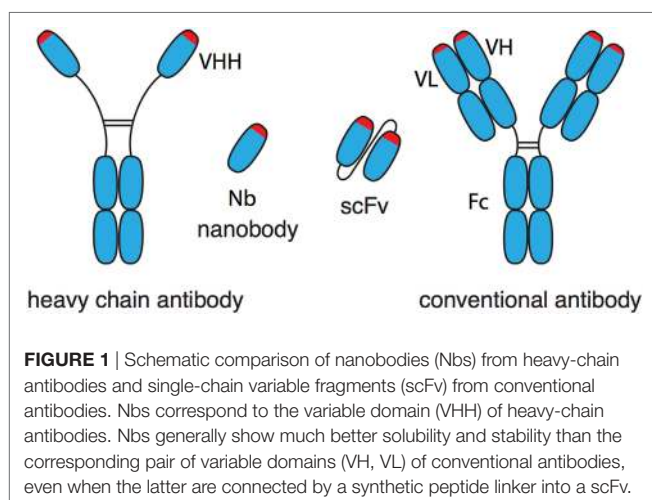 VHH
VH
VL
Nb
nanobody
scFv
Fc
heavy chain antibody
conventional antibody
FIGURE 1 | Schematic comparison of nanobodies (Nbs) from heavy-chain
antibodies and single-chain variable fragments (scFv) from conventional
antibodies. Nbs correspond to the variable domain (VHH) of heavy-chain
antibodies. Nbs generally show much better solubility and stability than the
corresponding pair of variable domains (VH, VL) of conventional antibodies,
even when the latter are connected by a synthetic peptide linker into a scFv.